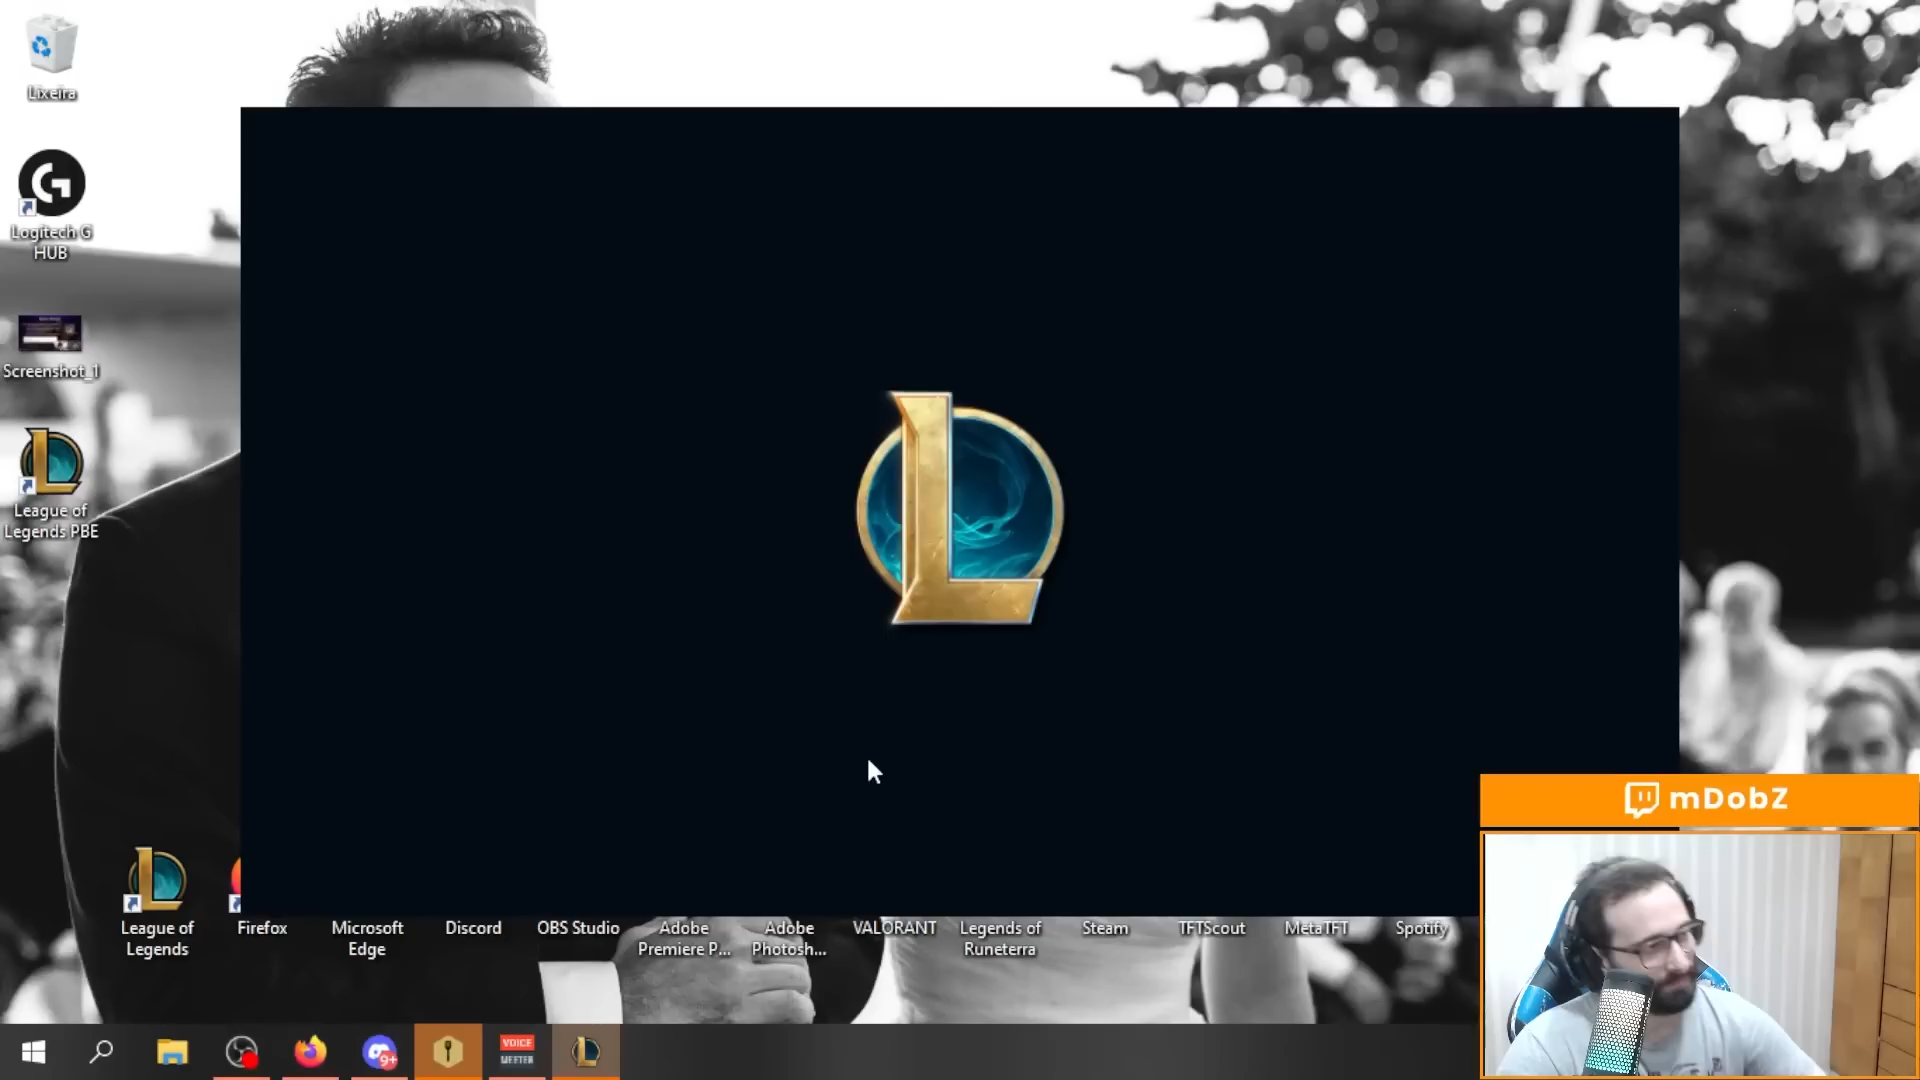 Lixeira
Logitech G
HUB
Screenshot_1
League of
Legends PBE
mDobZ
League of
Legends
Firefox
Microsoft
Edge
Discord
OBS Studio
Adobe
Premiere P...
Adobe
Photosh...
VALORANT
Legends of
Runeterra
Steam
TFTScout
MetaTFT
Spotify
9+
VOICE
MEETER